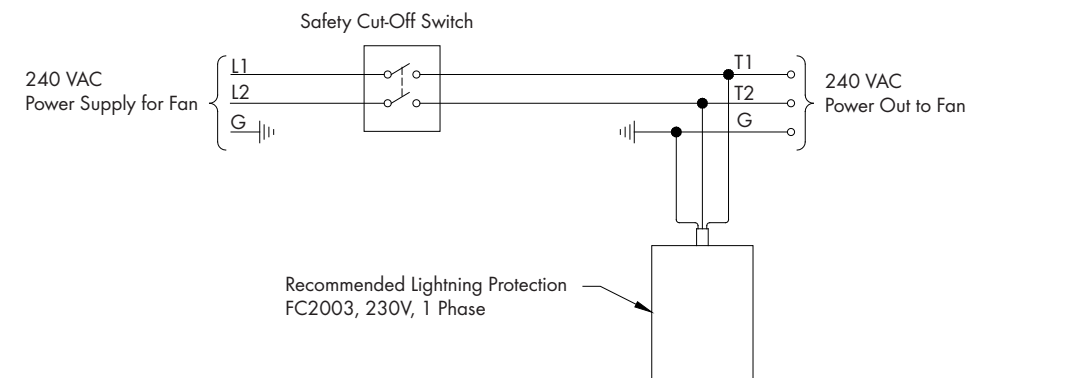 Safety Cut-Off Switch
240 VAC
Power Supply for Fan
L1
L2
G
T1
T2
G
240 VAC
Power Out to Fan
Recommended Lightning Protection
FC2003, 230V, 1 Phase